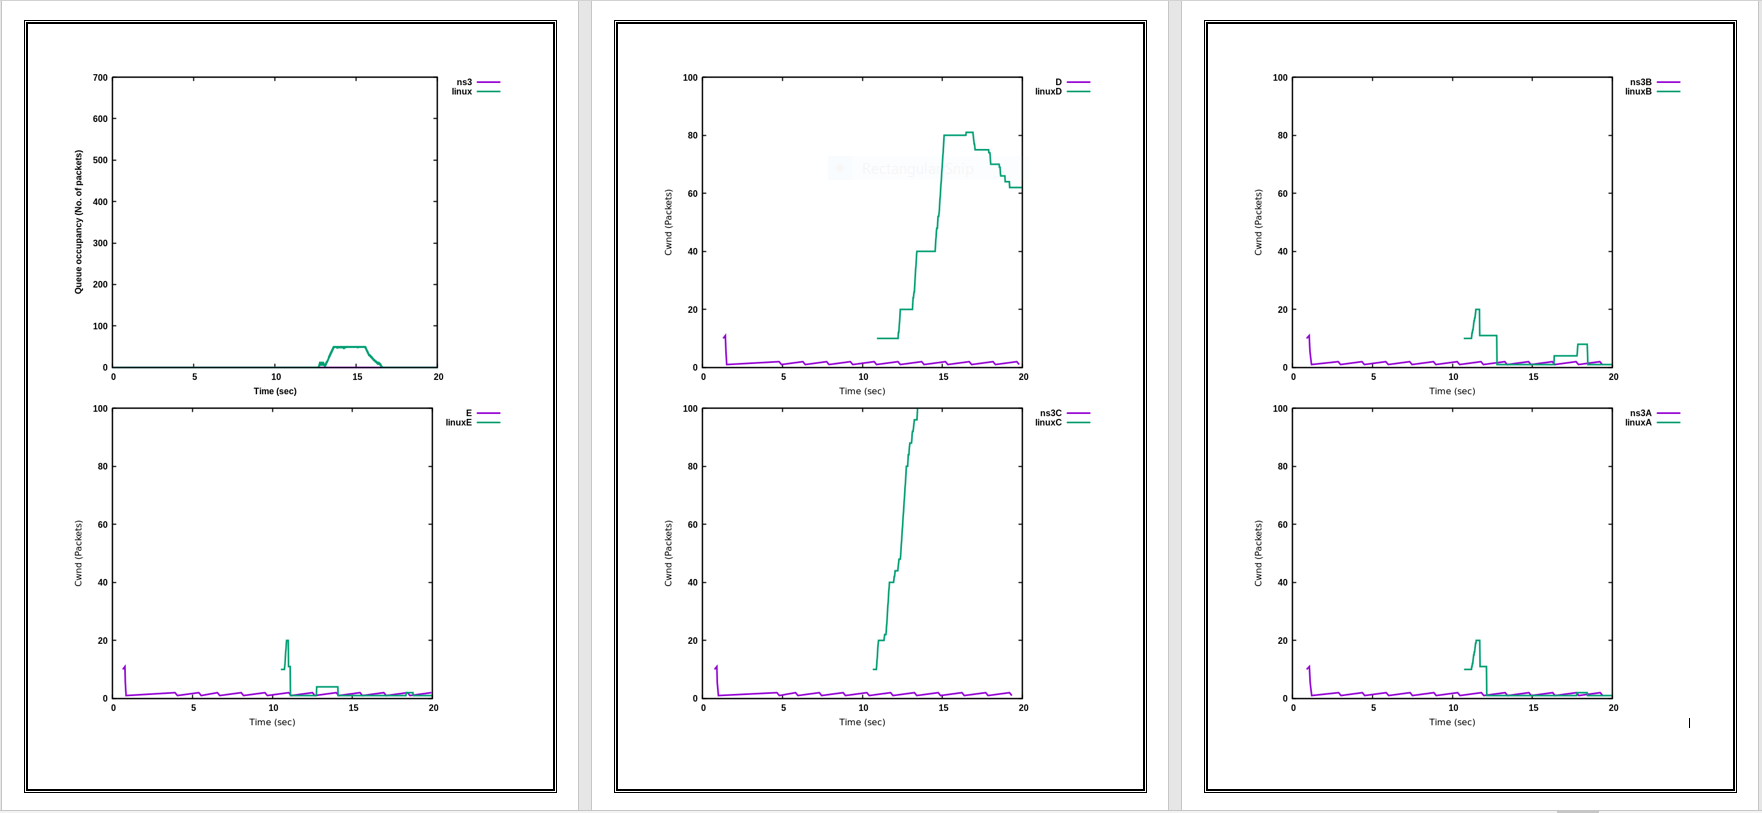 700
600
500
400
300
200
100
0
0 5 10 15 20
Queue occupancy (No. of packets)
Time (sec)
ns3
linux
100
80
60
40
20
0
0 5 10 15 20
Cwnd (Packets)
Time (sec)
E
linuxE
100
80
60
40
20
0
0 5 10 15 20
Cwnd (Packets)
Time (sec)
D
linuxD
Rectangular Snip
100
80
60
40
20
0
0 5 10 15 20
Cwnd (Packets)
Time (sec)
ns3C
linuxC
100
80
60
40
20
0
0 5 10 15 20
Cwnd (Packets)
Time (sec)
ns3B
linuxB
100
80
60
40
20
0
0 5 10 15 20
Cwnd (Packets)
Time (sec)
ns3A
linuxA